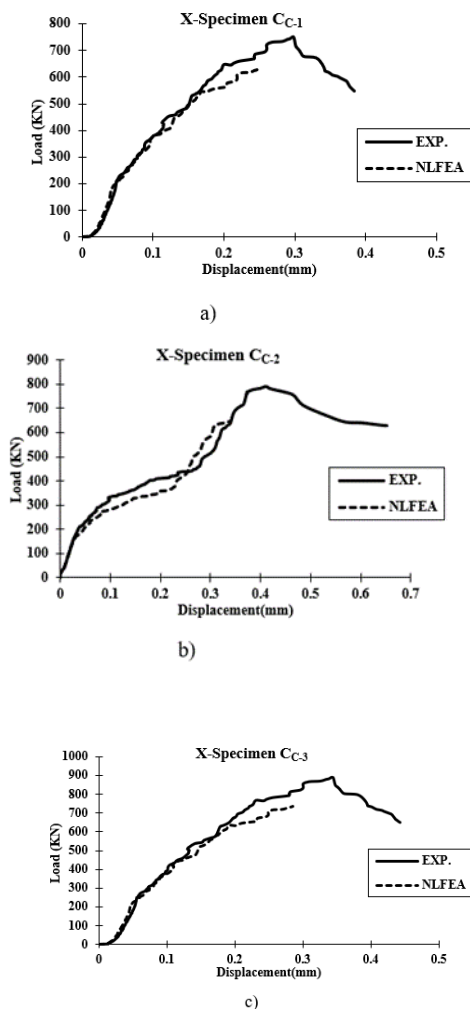 X-Specimen CC-1
800
700
600
500
400
300
200
100
0
Load (KN)
0 0.1 0.2 0.3 0.4 0.5
Displacement(mm)
EXP.
NLFEA
a)
X-Specimen CC-2
900
800
700
600
500
400
300
200
100
0
Load (KN)
0 0.1 0.2 0.3 0.4 0.5 0.6 0.7
Displacement(mm)
EXP.
NLFEA
b)
X-Specimen CC-3
1000
900
800
700
600
500
400
300
200
100
0
Load (KN)
0 0.1 0.2 0.3 0.4 0.5
Displacement(mm)
EXP.
NLFEA
c)